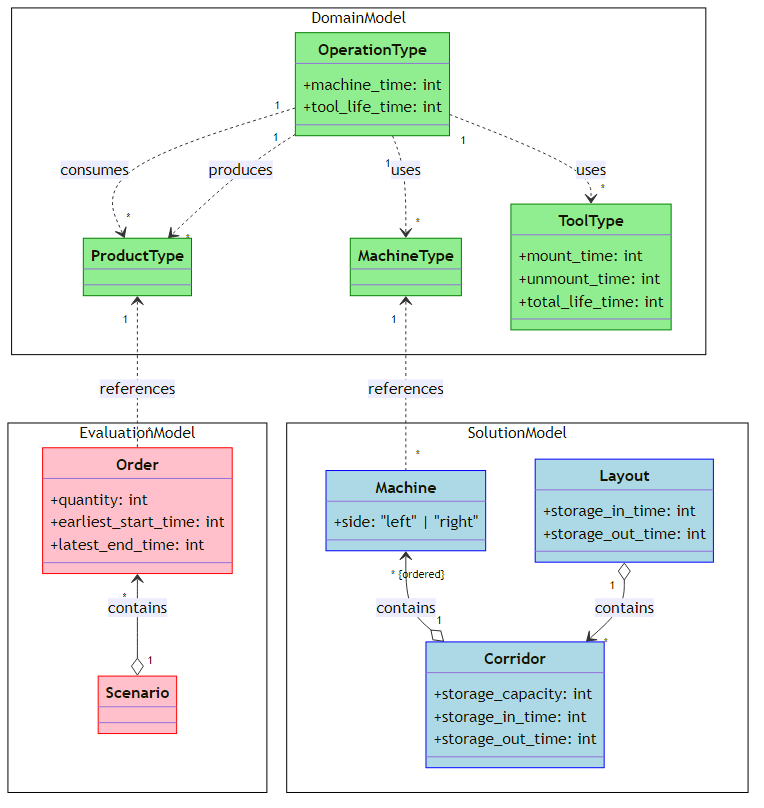 DomainModel
OperationType
+machine_time: int
+tool_life_time: int
1
1
1
1
consumes
produces
uses
uses
*
*
*
*
ProductType
MachineType
ToolType
+mount_time: int
+unmount_time: int
+total_life_time: int
1
1
references
references
EvaluationModel
*
SolutionModel
*
Order
+quantity: int
+earliest_start_time: int
+latest_end_time: int
Machine
+side: "left" | "right"
Layout
+storage_in_time: int
+storage_out_time: int
* {ordered}
1
*
contains
contains
contains
1
*
1
Scenario
Corridor
+storage_capacity: int
+storage_in_time: int
+storage_out_time: int